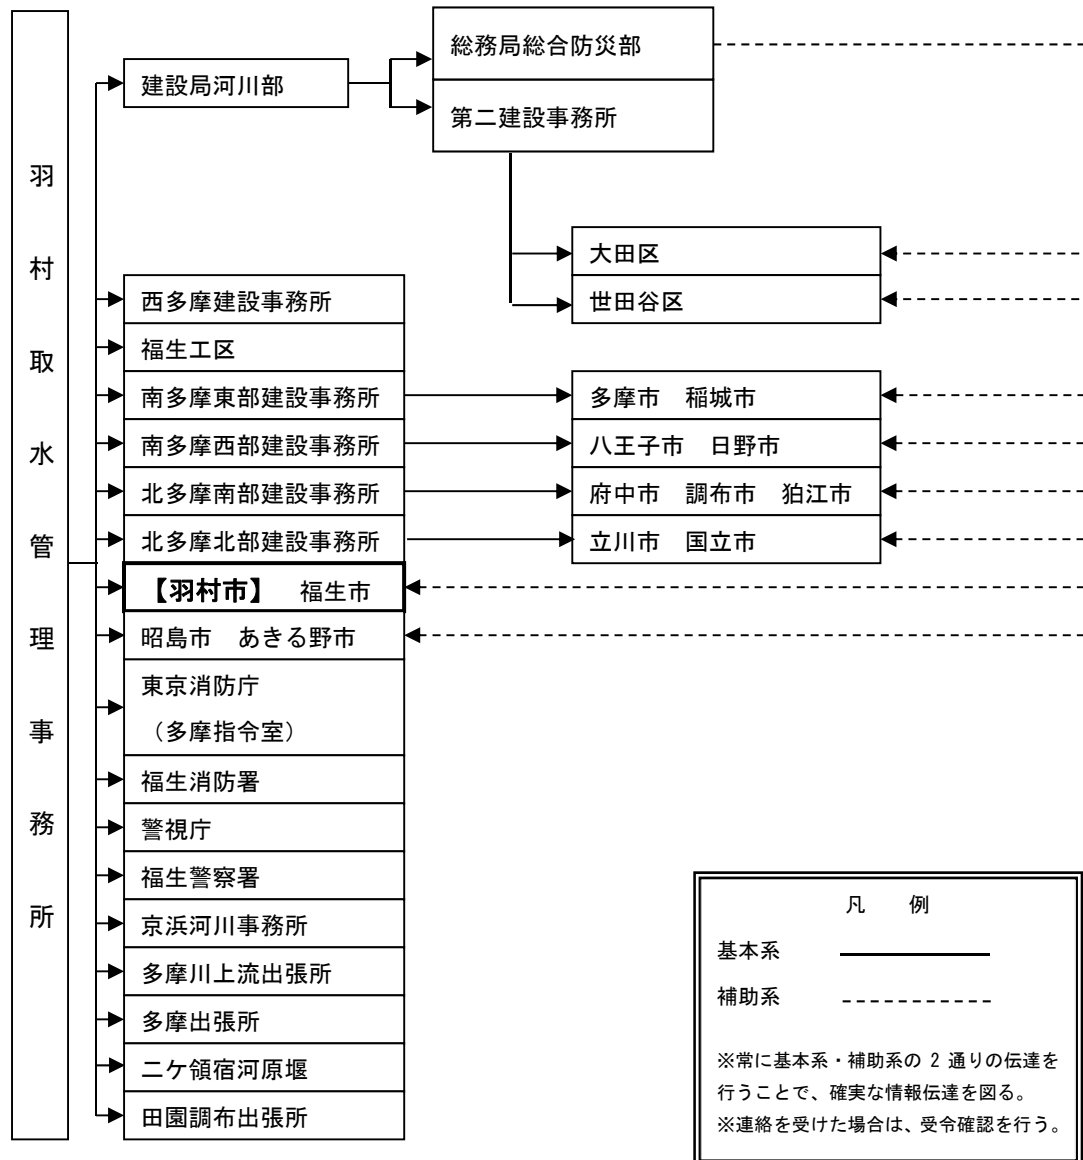 羽村取水管理事務所
建設局河川部
総務局総合防災部
第二建設事務所
大田区
世田谷区
西多摩建設事務所
福生工区
南多摩東部建設事務所
多摩市 稲城市
南多摩西部建設事務所
八王子市 日野市
北多摩南部建設事務所
府中市 調布市 狛江市
北多摩北部建設事務所
立川市 国立市
【羽村市】 福生市
昭島市 あきる野市
東京消防庁
（多摩指令室）
福生消防署
警視庁
福生警察署
京浜河川事務所
多摩川上流出張所
多摩出張所
二ケ領宿河原堰
田園調布出張所
凡 例
基本系
補助系
※常に基本系・補助系の 2 通りの伝達を
行うことで、確実な情報伝達を図る。
※連絡を受けた場合は、受令確認を行う。